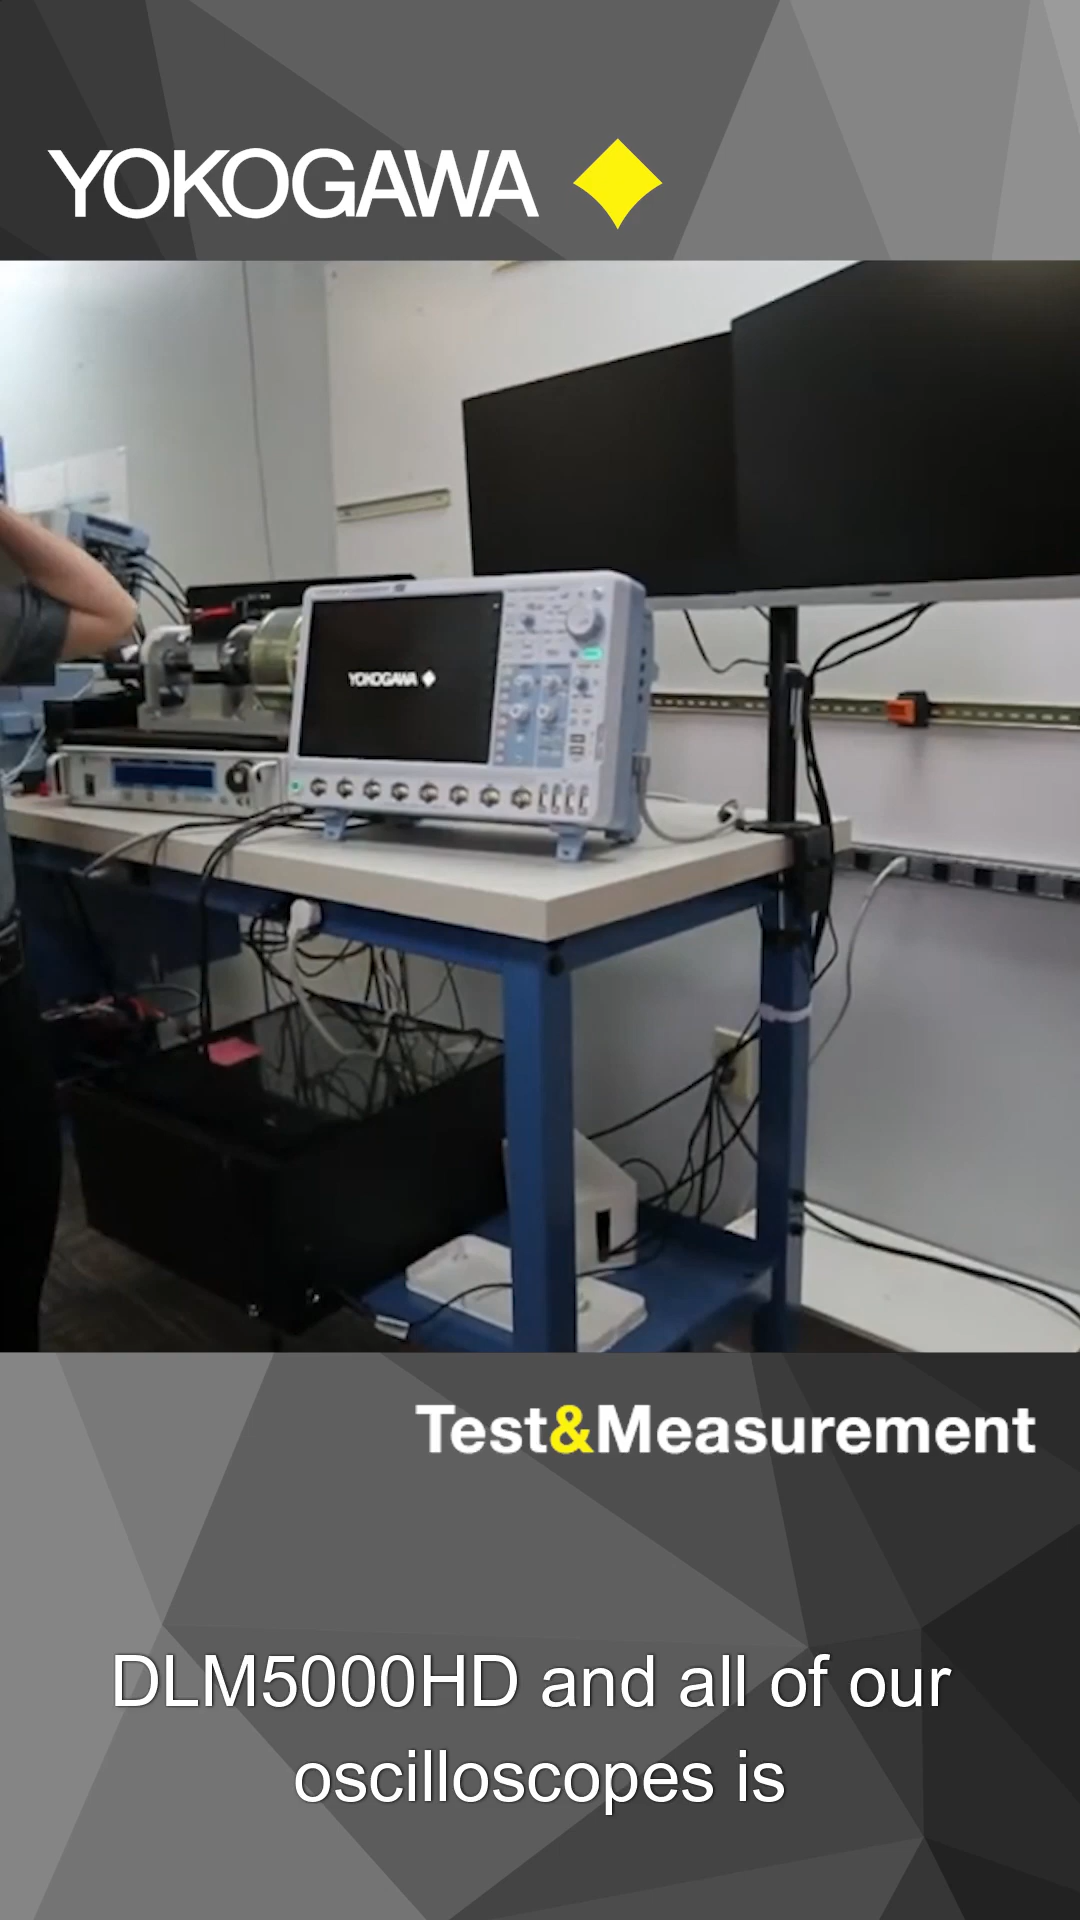 YOKOGAWA
YOKOGAWA
Test&Measurement
DLM5000HD and all of our
oscilloscopes is